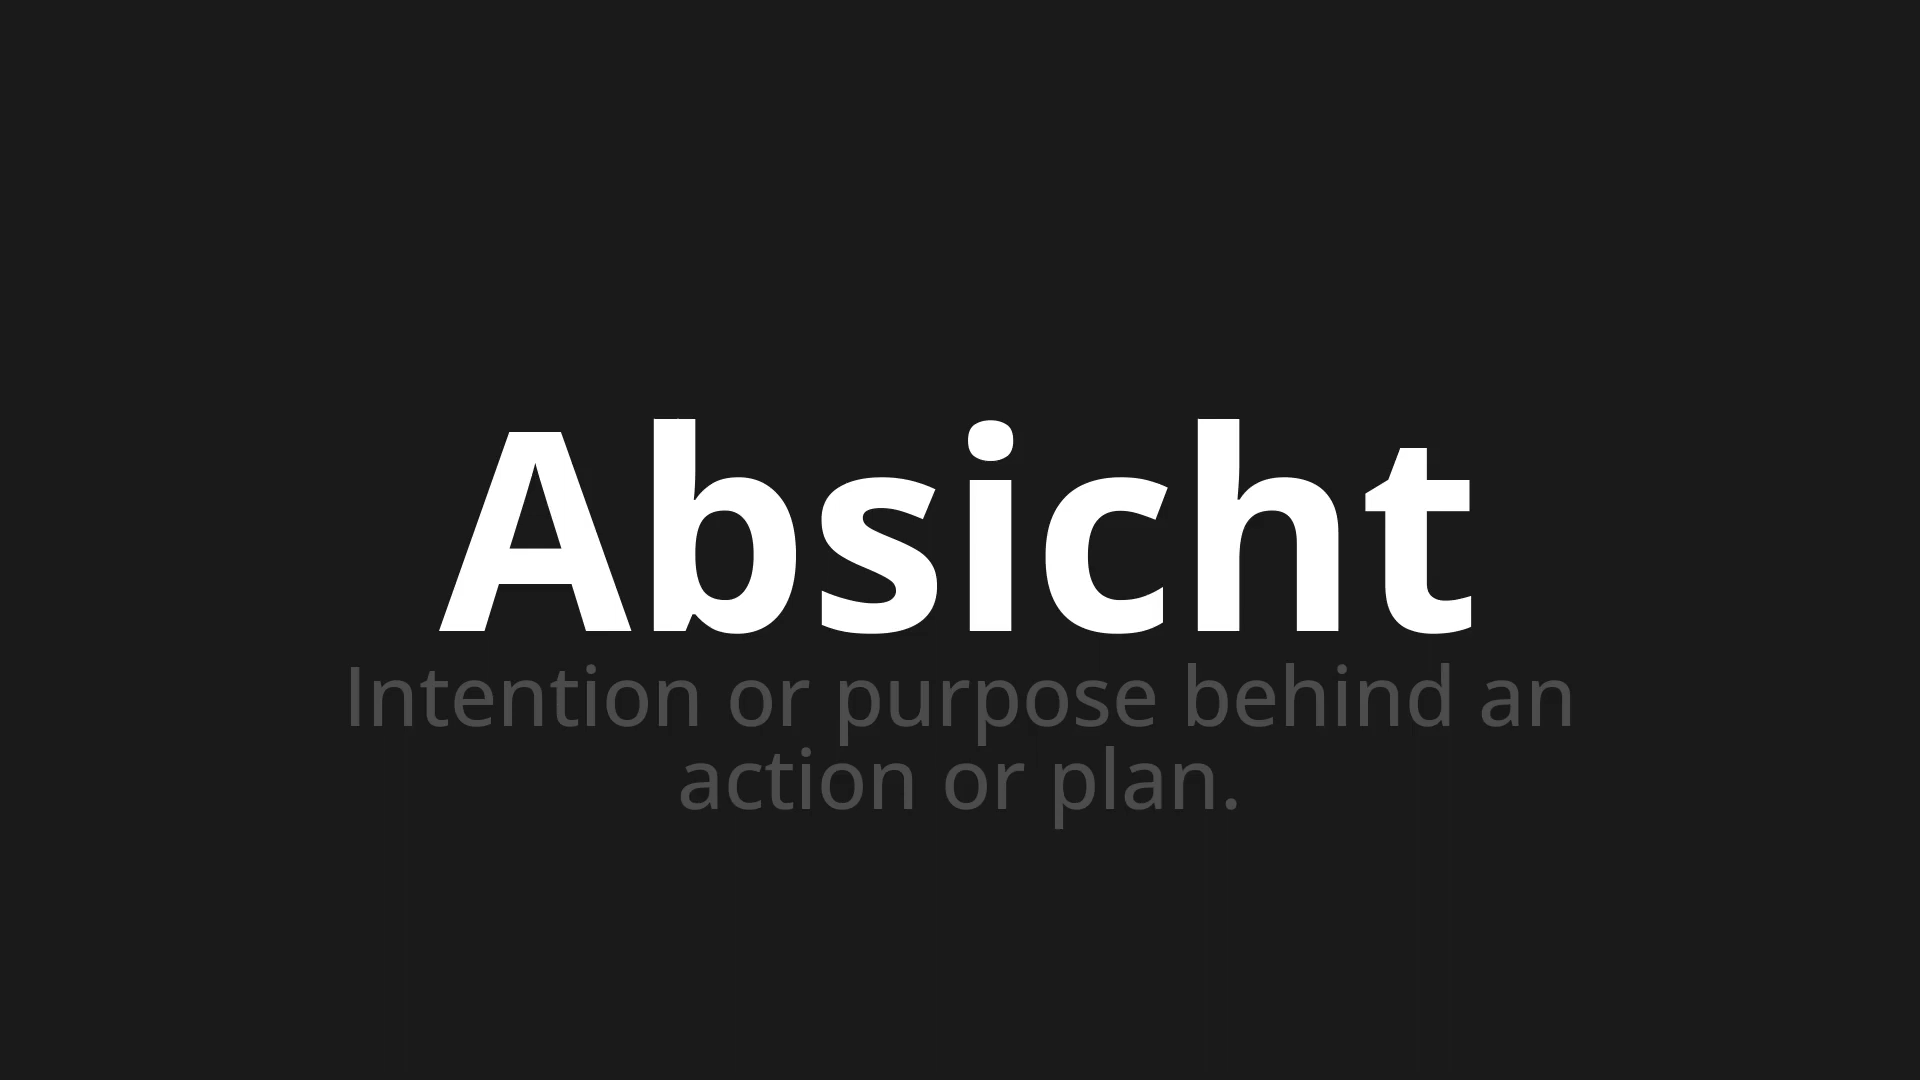 Absicht
Intention or purpose behind an
action or plan.